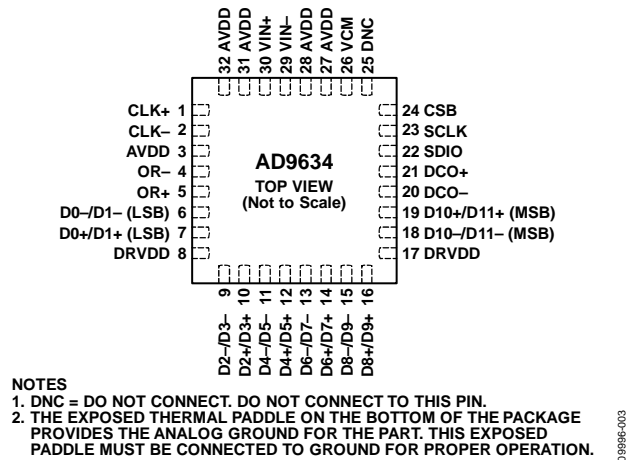 32 AVDD
31 AVDD
30 VIN+
29 VIN–
28 AVDD
27 AVDD
26 VCM
25 DNC
CLK+ 1
CLK– 2
AVDD 3
OR– 4
OR+ 5
D0–/D1– (LSB) 6
D0+/D1+ (LSB) 7
DRVDD 8
AD9634
TOP VIEW
(Not to Scale)
24 CSB
23 SCLK
22 SDIO
21 DCO+
20 DCO–
19 D10+/D11+ (MSB)
18 D10–/D11– (MSB)
17 DRVDD
D2–/D3– 9
D2+/D3+ 10
D4–/D5– 11
D4+/D5+ 12
D6–/D7– 13
D6+/D7+ 14
D8–/D9– 15
D8+/D9+ 16
NOTES
1. DNC = DO NOT CONNECT. DO NOT CONNECT TO THIS PIN.
2. THE EXPOSED THERMAL PADDLE ON THE BOTTOM OF THE PACKAGE
PROVIDES THE ANALOG GROUND FOR THE PART. THIS EXPOSED
PADDLE MUST BE CONNECTED TO GROUND FOR PROPER OPERATION.
09996-003